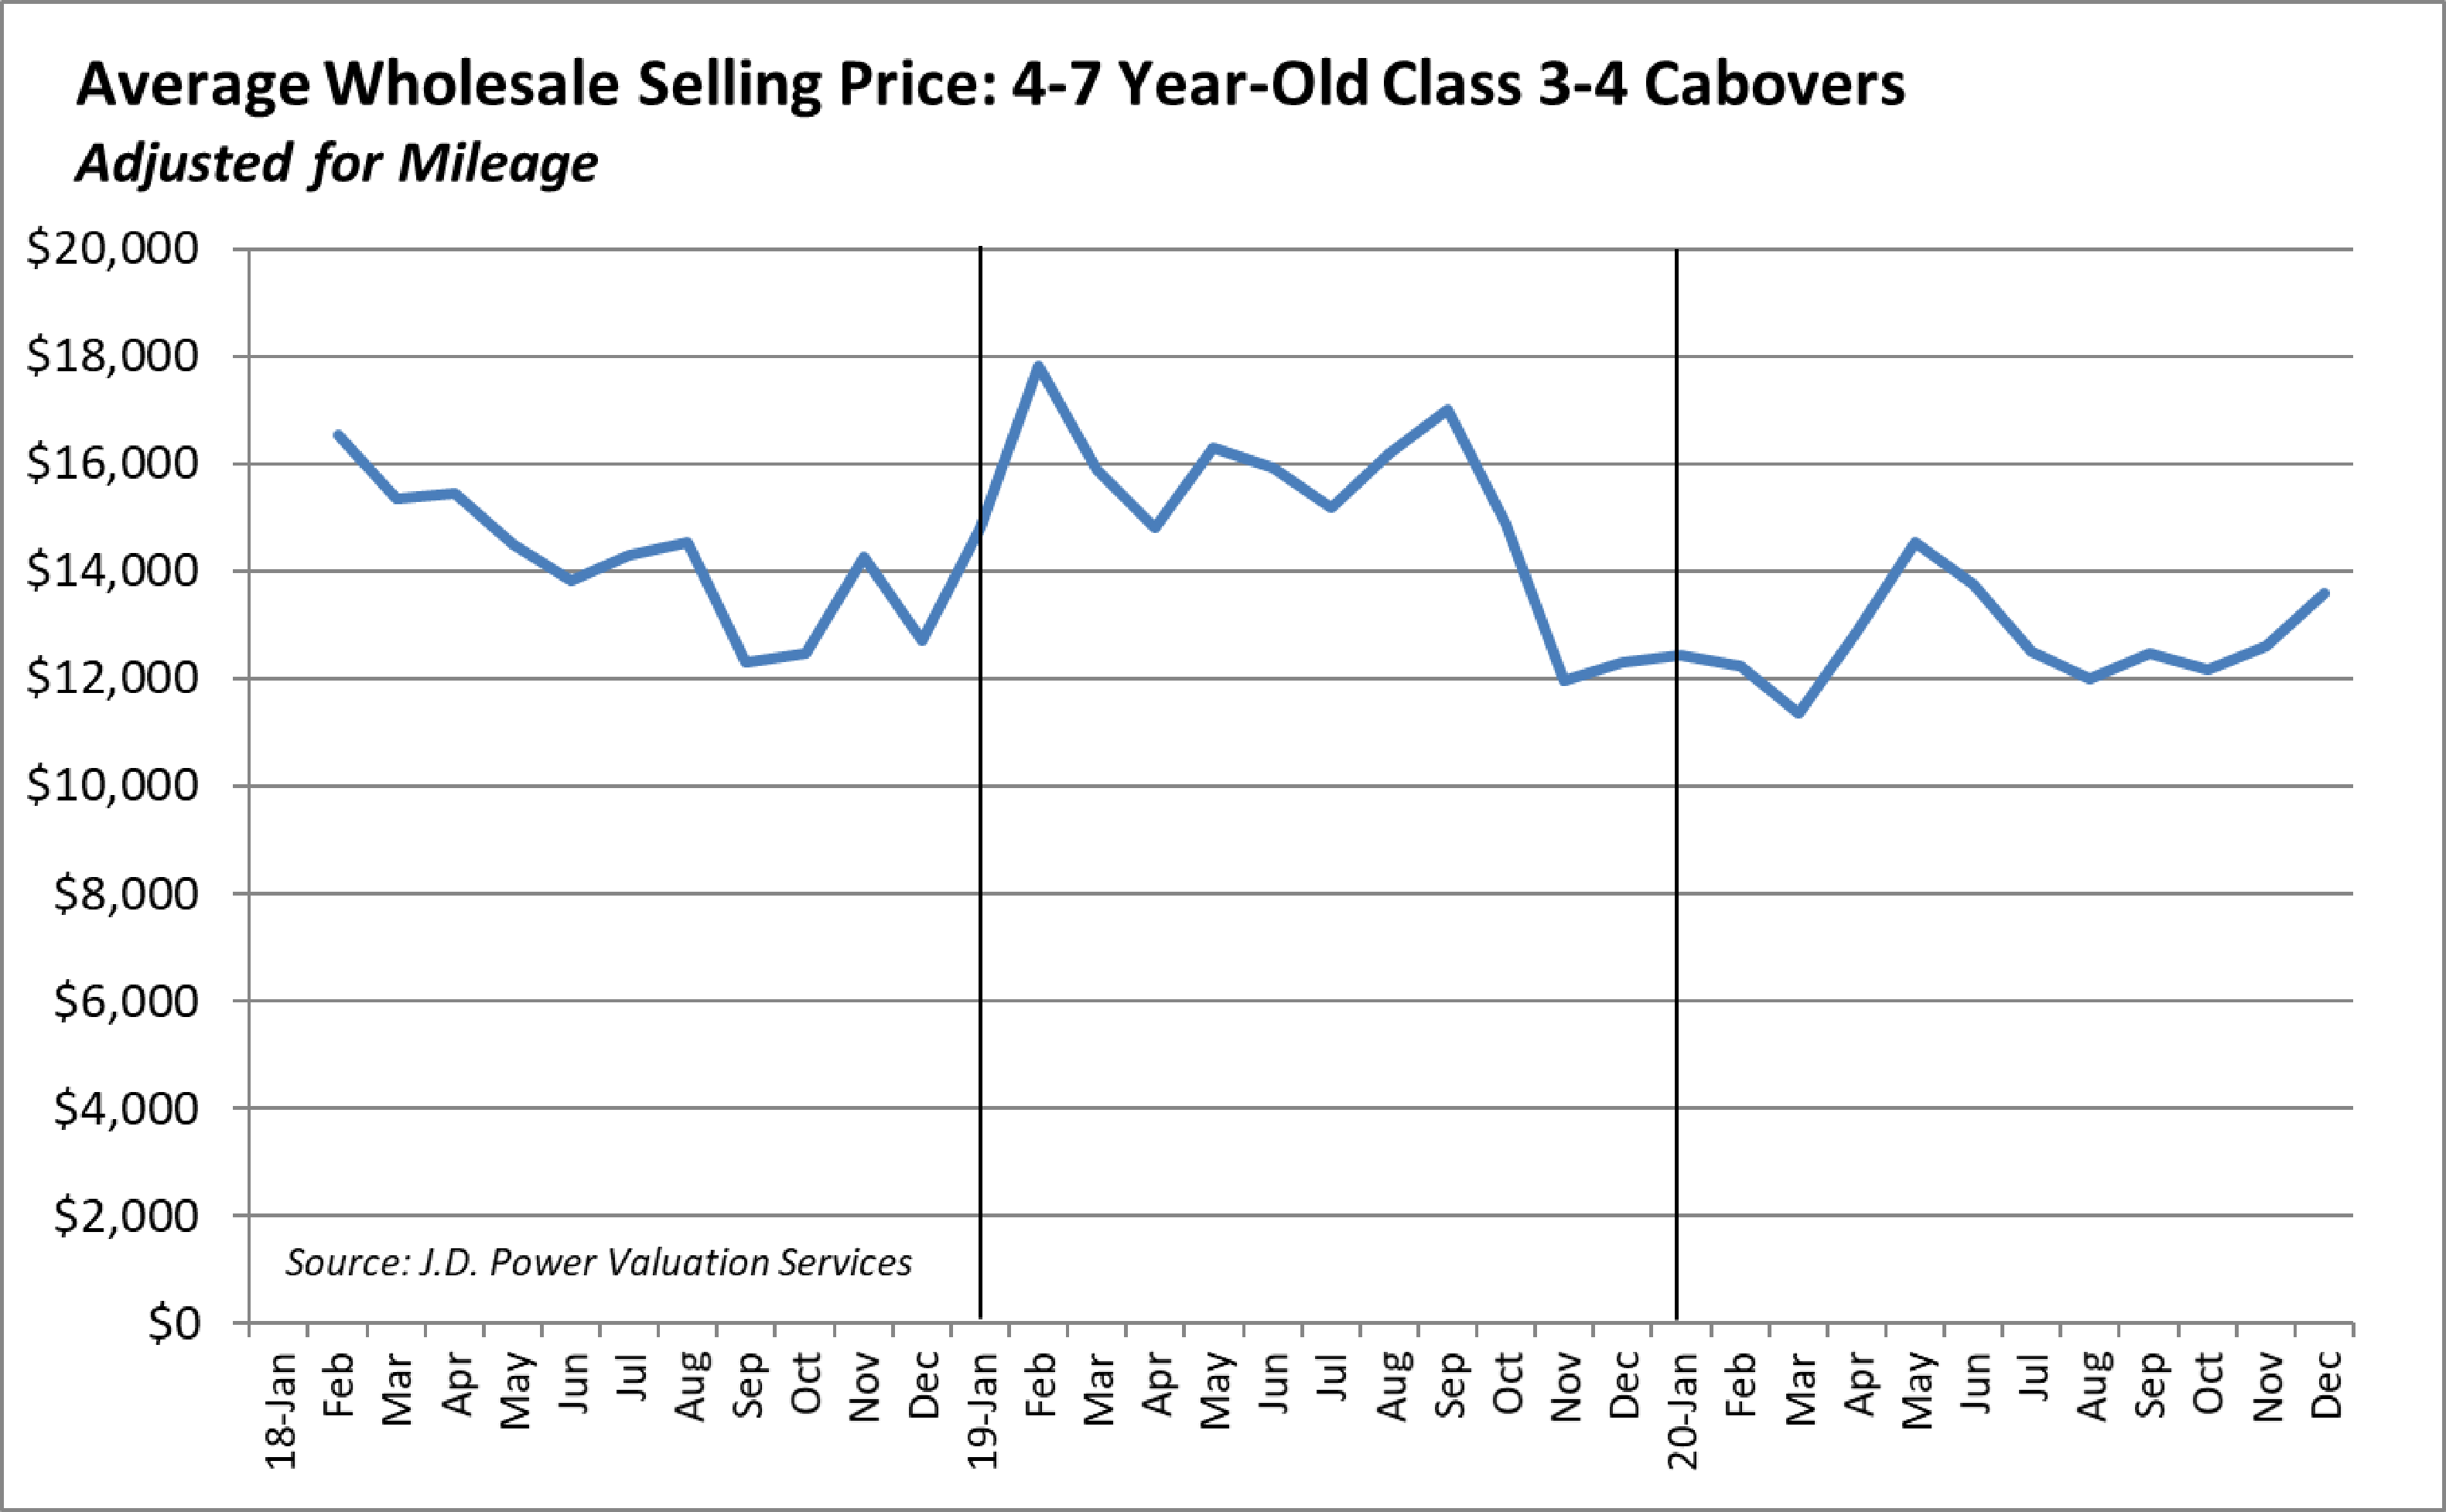 Average Wholesale Selling Price: 4-7 Year-Old Class 3-4 Cabovers
Adjusted for Mileage
$20,000
$18,000
$16,000
$14,000
$12,000
$10,000
$8,000
$6,000
$4,000
$2,000
$0
Source: J.D. Power Valuation Services
18-Jan
Feb
Mar
Apr
May
Jun
Jul
Aug
Sep
Oct
Nov
Dec
19-Jan
Feb
Mar
Apr
May
Jun
Jul
Aug
Sep
Oct
Nov
Dec
20-Jan
Feb
Mar
Apr
May
Jun
Jul
Aug
Sep
Oct
Nov
Dec